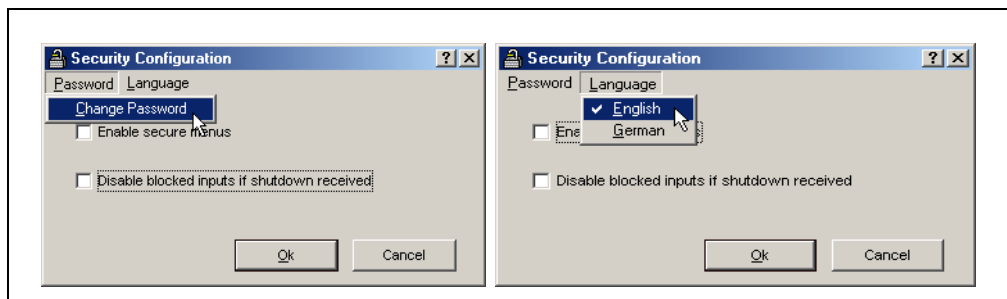 Security Configuration
Password Language
Change Password
Enable secure menus
Disable blocked inputs if shutdown received
Ok Cancel
Security Configuration
Password Language
English
German
Disable blocked inputs if shutdown received
Ok Cancel